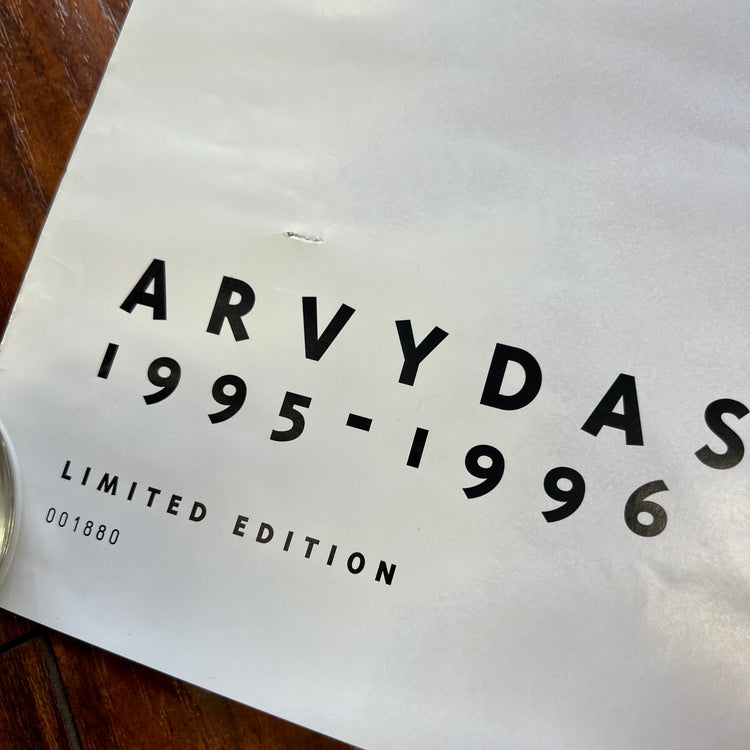 ARVYDAS
1995-1996
LIMITED EDITION
001880